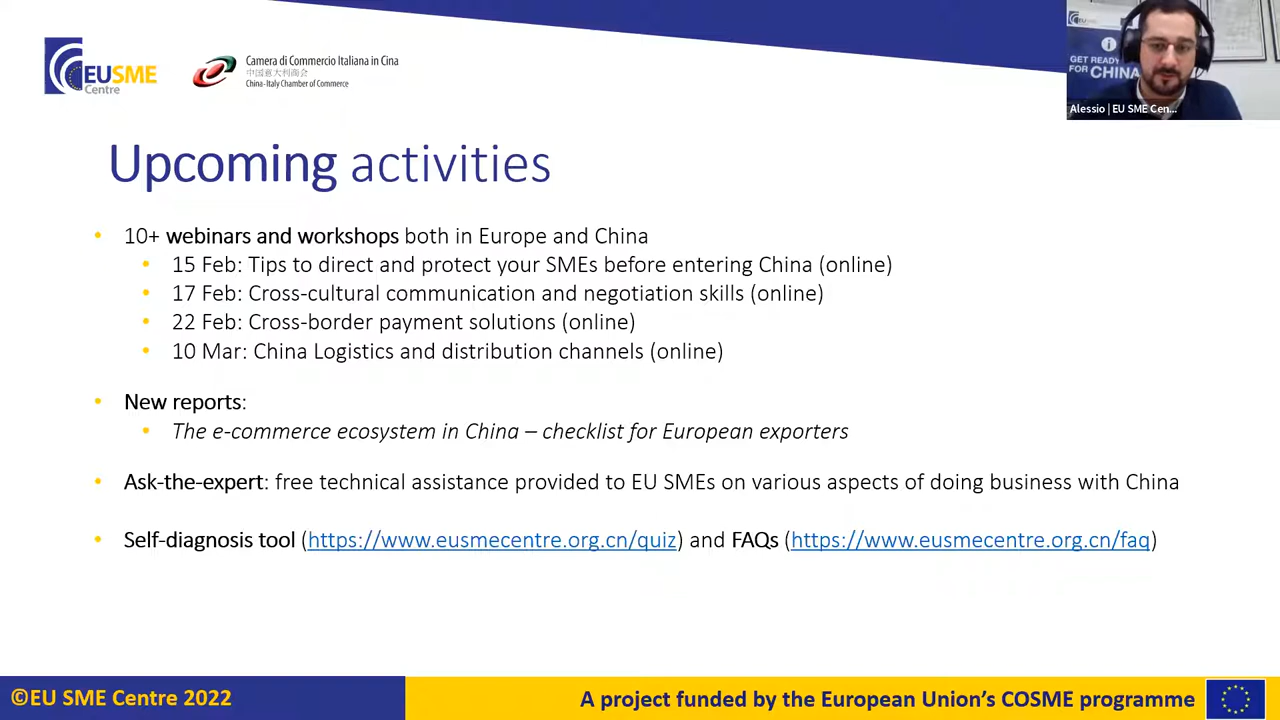 EUSME
Centre
Camera di Commercio Italiana in Cina
中国意大利商会
China-Italy Chamber of Commerce
EUSME
GET READY
FOR CHINA
Alessio | EU SME Cen...
Upcoming activities
• 10+ webinars and workshops both in Europe and China
• 15 Feb: Tips to direct and protect your SMEs before entering China (online)
• 17 Feb: Cross-cultural communication and negotiation skills (online)
• 22 Feb: Cross-border payment solutions (online)
• 10 Mar: China Logistics and distribution channels (online)
• New reports:
• The e-commerce ecosystem in China – checklist for European exporters
• Ask-the-expert: free technical assistance provided to EU SMEs on various aspects of doing business with China
• Self-diagnosis tool (https://www.eusmecentre.org.cn/quiz) and FAQs (https://www.eusmecentre.org.cn/faq)
©EU SME Centre 2022
A project funded by the European Union’s COSME programme